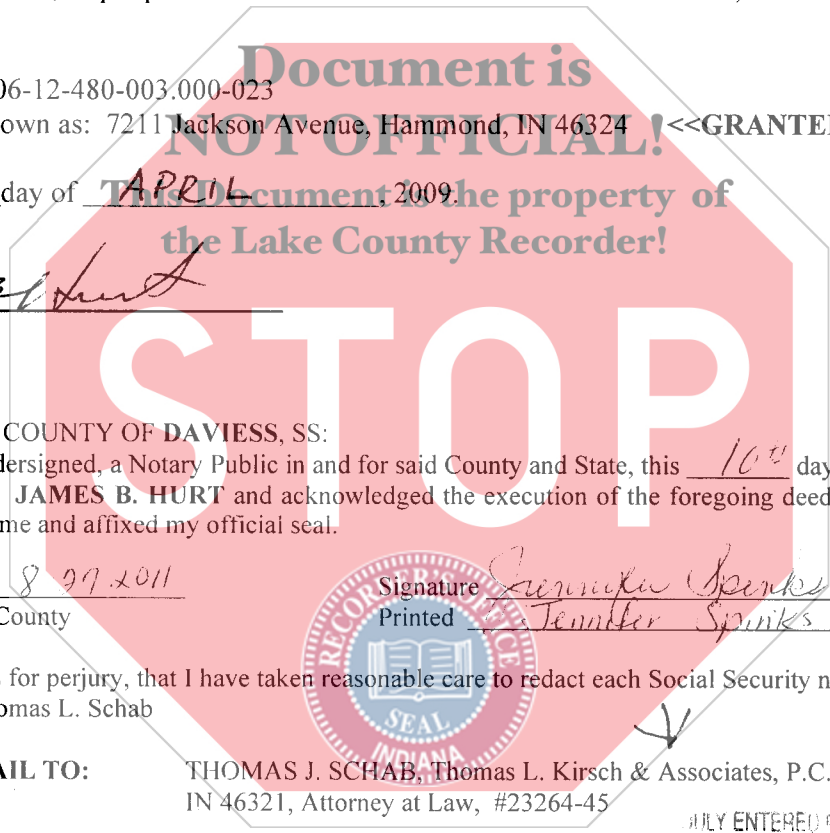 Document is
06-12-480-003.000-023
NOT OFFICIAL!
own as: 7211 Jackson Avenue, Hammond, IN 46324 <<GRANTE
day of APRIL, 2009.
This Document is the property of
the Lake County Recorder!
Hurt
STOP
COUNTY OF DAVIESS, SS:
dersigned, a Notary Public in and for said County and State, this 10th day
JAMES B. HURT and acknowledged the execution of the foregoing deed
me and affixed my official seal.
8.27.2011 Signature Jennifer Spinks
County Printed Jennifer Spinks
RECORDER'S OFFICE
SEAL
INDIANA
for perjury, that I have taken reasonable care to redact each Social Security n
omas L. Schab
AIL TO: THOMAS J. SCHAB, Thomas L. Kirsch & Associates, P.C.
IN 46321, Attorney at Law, #23264-45
DULY ENTERED